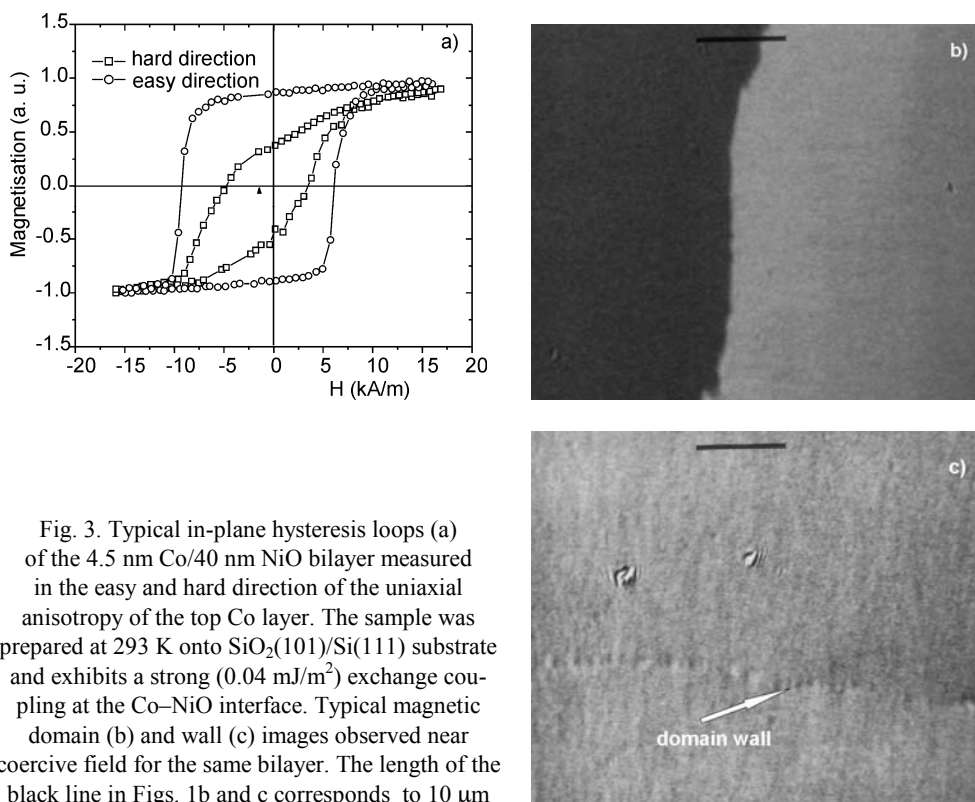 a)
hard direction
easy direction
1.5
1.0
0.5
0.0
-0.5
-1.0
-1.5
Magnetisation (a. u.)
-20 -15 -10 -5 0 5 10 15 20
H (kA/m)
b)
c)
domain wall
Fig. 3. Typical in-plane hysteresis loops (a)
of the 4.5 nm Co/40 nm NiO bilayer measured
in the easy and hard direction of the uniaxial
anisotropy of the top Co layer. The sample was
prepared at 293 K onto SiO₂(101)/Si(111) substrate
and exhibits a strong (0.04 mJ/m²) exchange cou-
pling at the Co–NiO interface. Typical magnetic
domain (b) and wall (c) images observed near
coercive field for the same bilayer. The length of the
black line in Figs. 1b and c corresponds to 10 μm